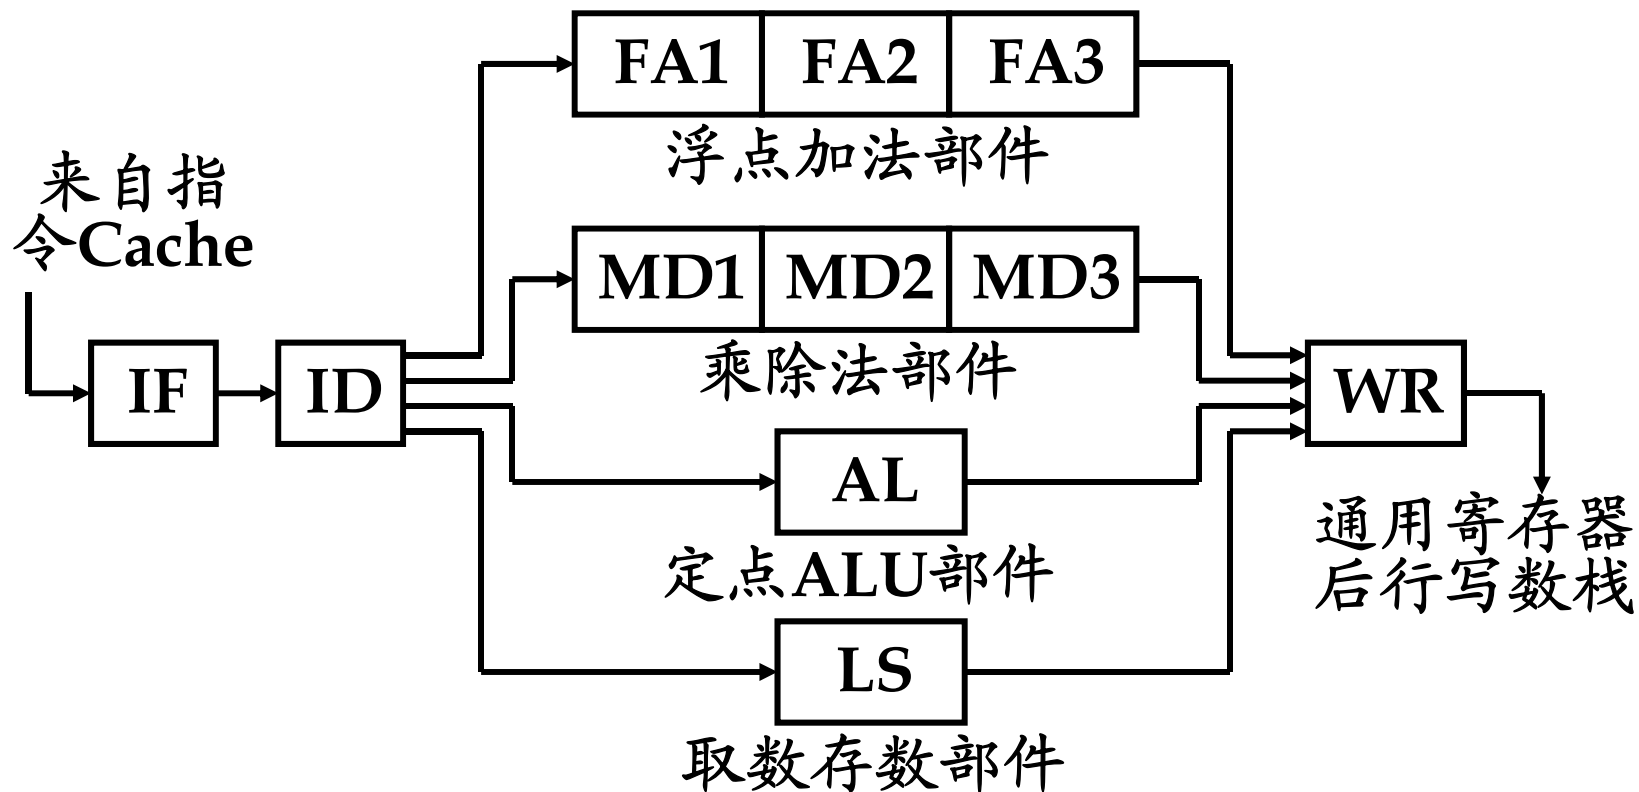 FA1 FA2 FA3
浮点加法部件
来自指
令Cache
MD1 MD2 MD3
乘除法部件
IF
ID
WR
AL
定点ALU部件
通用寄存器
后行写数栈
LS
取数存数部件